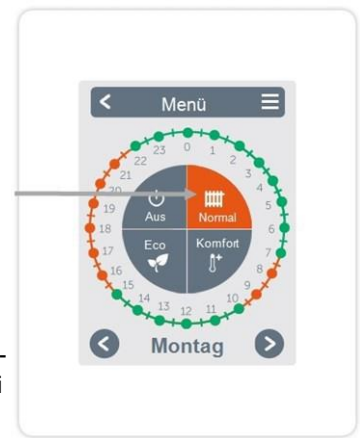 Menü
23 0 1
22 2
21 3
20 4
19 5
Aus Normal
18 6
Eco Komfort
17 7
16 8
15 9
14 10
13 12 11
Montag
i